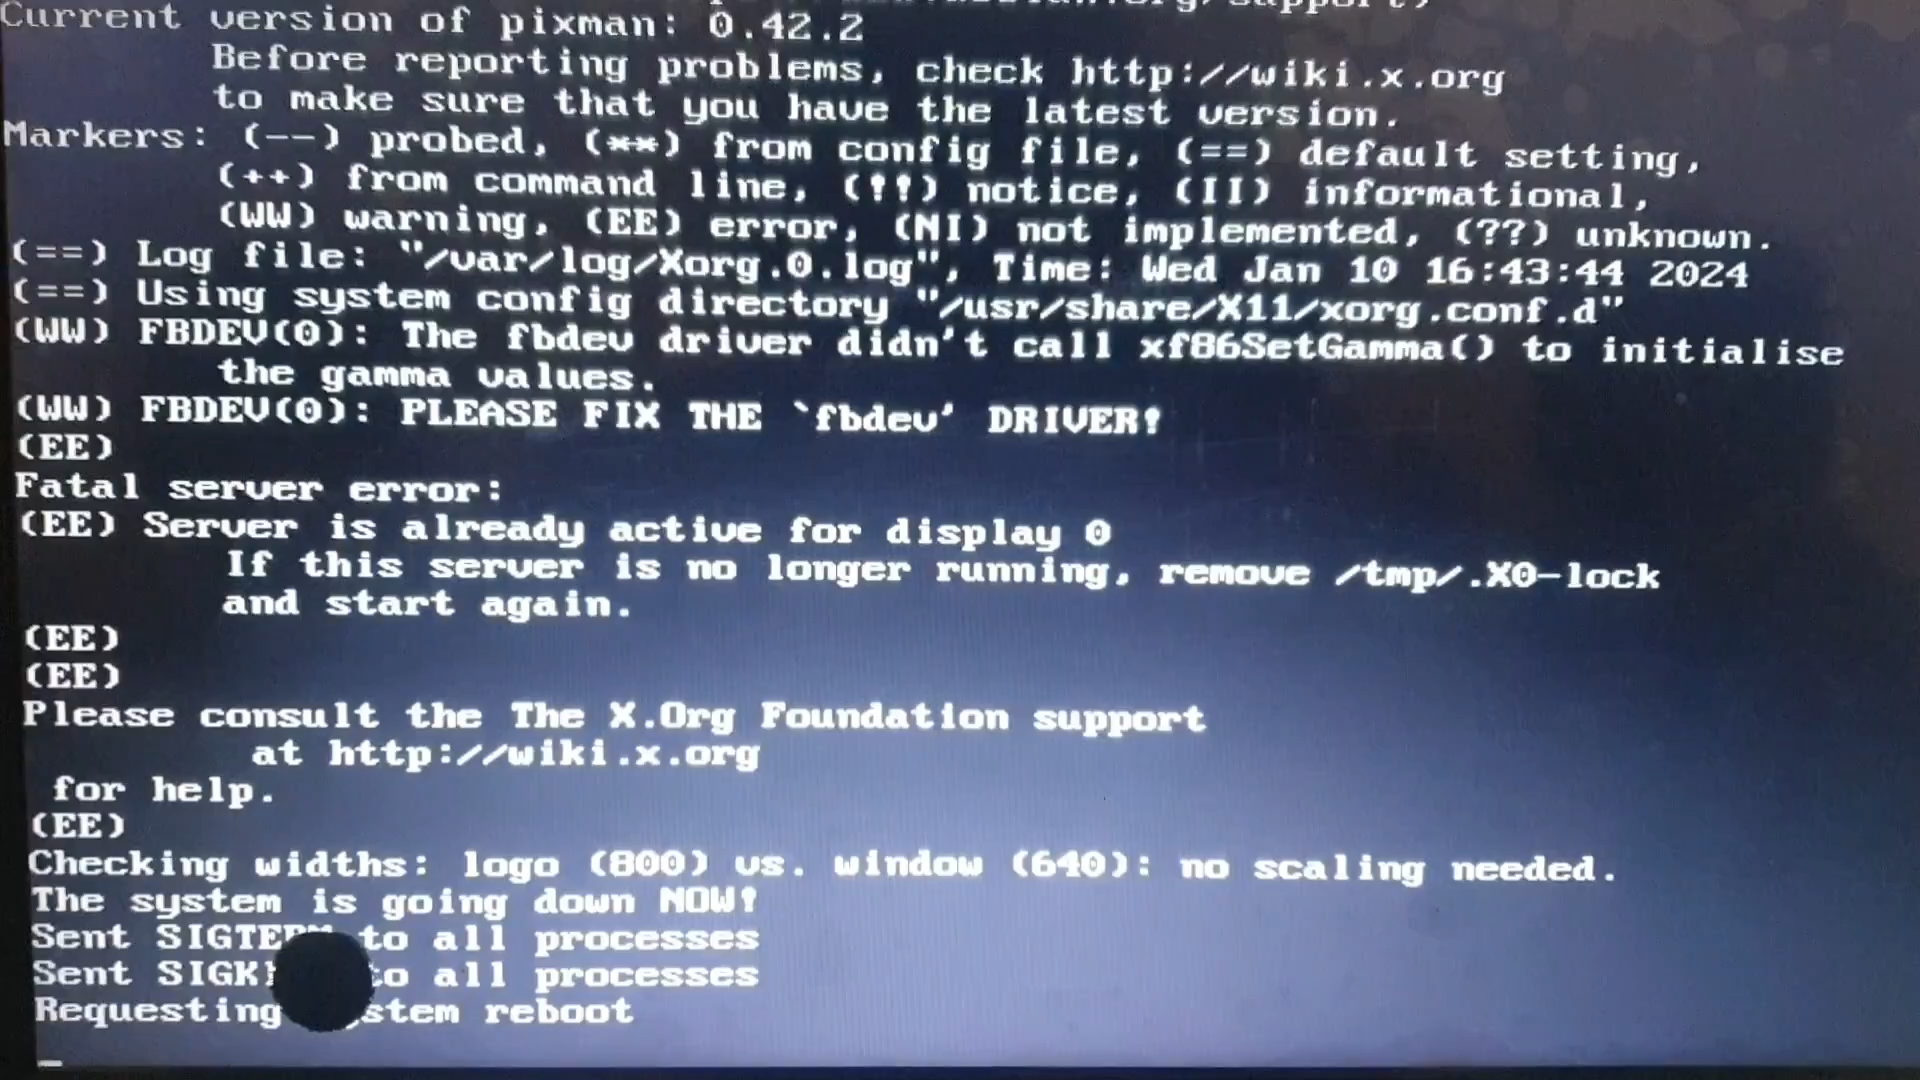 Current version of pixman: 0.42.2
Before reporting problems, check http://wiki.x.org
to make sure that you have the latest version.
Markers: (--) probed, (**) from config file, (==) default setting,
(++) from command line, (!!) notice, (II) informational,
(WW) warning, (EE) error, (NI) not implemented, (??) unknown.
(==) Log file: "/var/log/Xorg.0.log", Time: Wed Jan 10 16:43:44 2024
(==) Using system config directory "/usr/share/X11/xorg.conf.d"
(WW) FBDEV(0): The fbdev driver didn't call xf86SetGamma() to initialise
the gamma values.
(WW) FBDEV(0): PLEASE FIX THE `fbdev' DRIVER!
(EE)
Fatal server error:
(EE) Server is already active for display 0
If this server is no longer running, remove /tmp/.X0-lock
and start again.
(EE)
(EE)
Please consult the The X.Org Foundation support
at http://wiki.x.org
for help.
(EE)
Checking widths: logo (800) vs. window (640): no scaling needed.
The system is going down NOW!
Sent SIGTERM to all processes
Sent to all processes
Requesting reboot